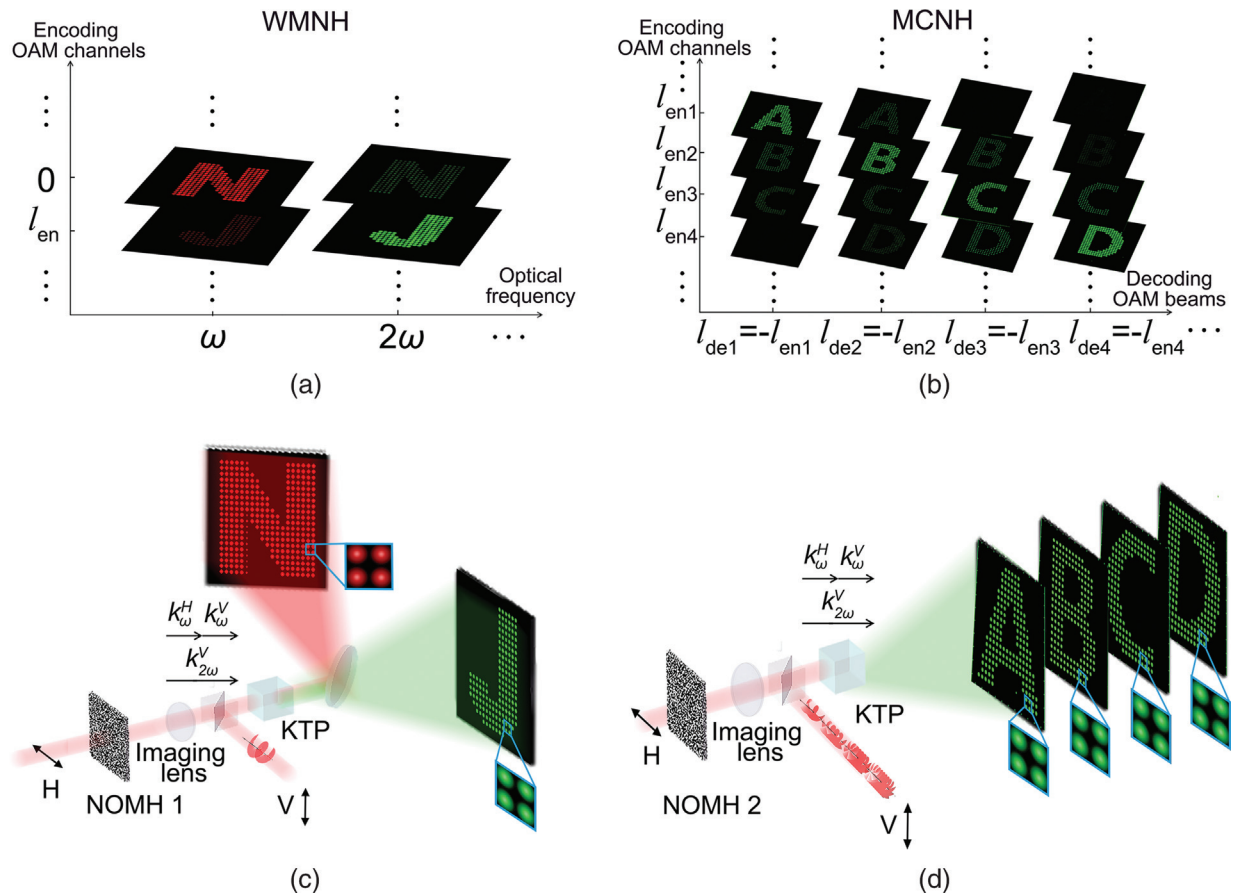 Encoding
OAM channels
WMNH
0
l_en
N
N
J
J
Optical
frequency
ω
2ω
...
(a)
Encoding
OAM channels
MCNH
l_en1
l_en2
l_en3
l_en4
A
A
B
B
B
B
C
C
C
C
D
D
D
Decoding
OAM beams
l_de1=-l_en1
l_de2=-l_en2
l_de3=-l_en3
l_de4=-l_en4
...
(b)
N
k_ω^H k_ω^V
k_2ω^V
KTP
Imaging
lens
H
NOMH 1
V
J
(c)
k_ω^H k_ω^V
k_2ω^V
KTP
Imaging
lens
H
NOMH 2
V
A
B
C
D
(d)